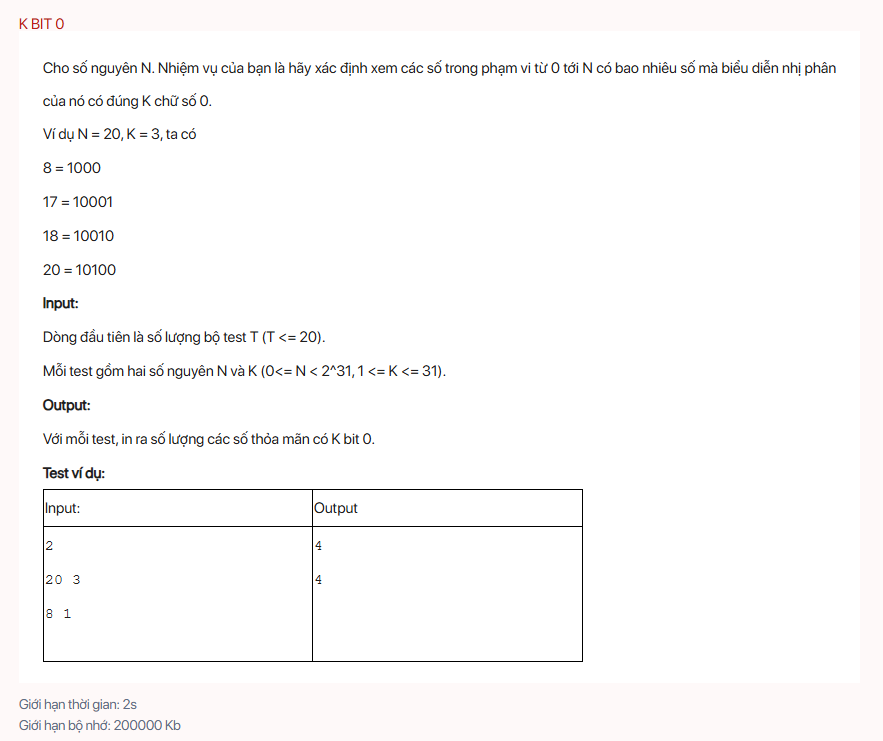 K BIT 0
Cho số nguyên N. Nhiệm vụ của bạn là hãy xác định xem các số trong phạm vi từ 0 tới N có bao nhiêu số mà biểu diễn nhị phân
của nó có đúng K chữ số 0.
Ví dụ N = 20, K = 3, ta có
8 = 1000
17 = 10001
18 = 10010
20 = 10100
Input:
Dòng đầu tiên là số lượng bộ test T (T <= 20).
Mỗi test gồm hai số nguyên N và K (0<= N < 2^31, 1 <= K <= 31).
Output:
Với mỗi test, in ra số lượng các số thỏa mãn có K bit 0.
Test ví dụ:
Input: Output
2 4
20 3 4
8 1
Giới hạn thời gian: 2s
Giới hạn bộ nhớ: 200000 Kb